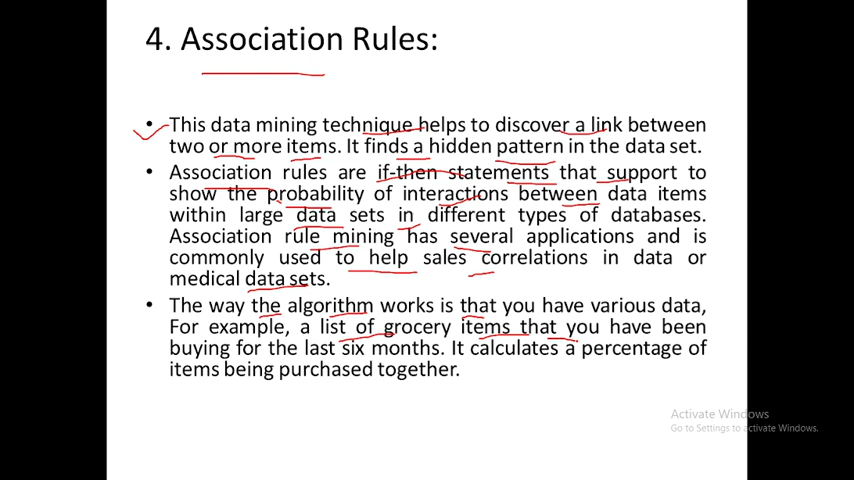 4. Association Rules:
• This data mining technique helps to discover a link between
two or more items. It finds a hidden pattern in the data set.
• Association rules are if-then statements that support to
show the probability of interactions between data items
within large data sets in different types of databases.
Association rule mining has several applications and is
commonly used to help sales correlations in data or
medical data sets.
• The way the algorithm works is that you have various data,
For example, a list of grocery items that you have been
buying for the last six months. It calculates a percentage of
items being purchased together.
Activate Windows
Go to Settings to activate Windows.